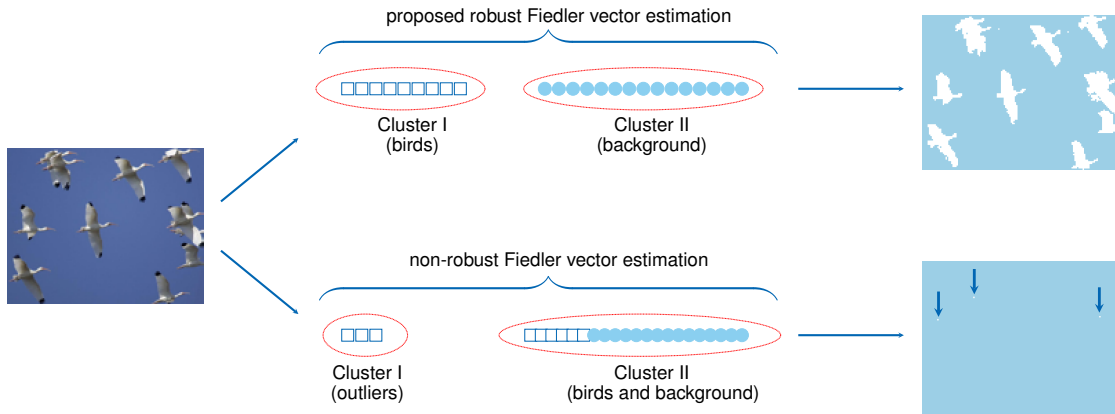 proposed robust Fiedler vector estimation
Cluster I
(birds)
Cluster II
(background)
non-robust Fiedler vector estimation
Cluster I
(outliers)
Cluster II
(birds and background)